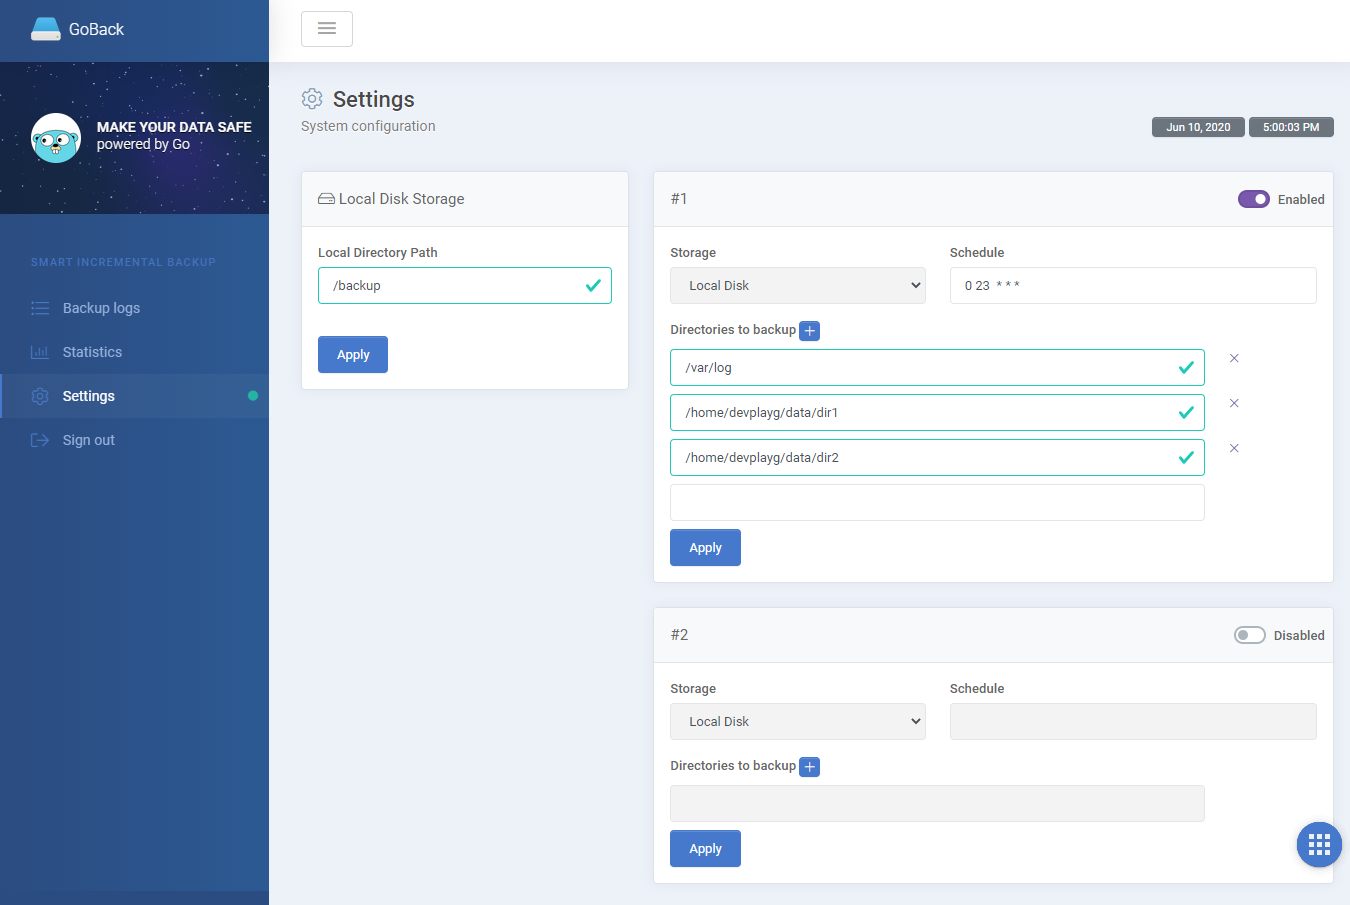 GoBack
MAKE YOUR DATA SAFE
powered by Go
SMART INCREMENTAL BACKUP
Backup logs
Statistics
Settings
Sign out
Settings
System configuration
Jun 10, 2020
5:00:03 PM
Local Disk Storage
Local Directory Path
/backup
Apply
#1
Enabled
Storage
Schedule
Local Disk
0 23 * * *
Directories to backup
/var/log
/home/devplayg/data/dir1
/home/devplayg/data/dir2
Apply
#2
Disabled
Storage
Schedule
Local Disk
Directories to backup
Apply